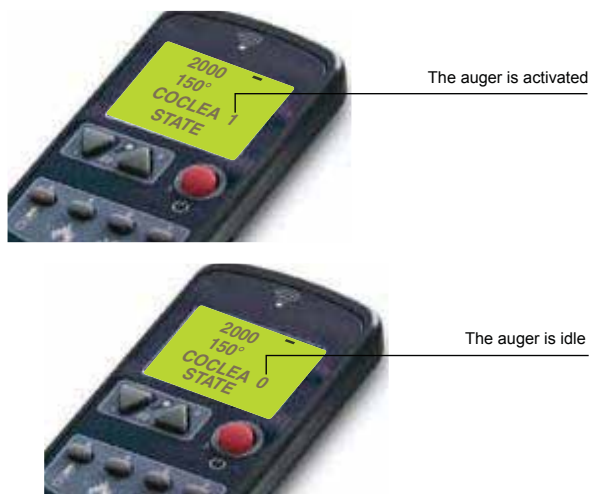 2000 -
150°
COCLEA 1
STATE
The auger is activated
2000 -
150°
COCLEA 0
STATE
The auger is idle